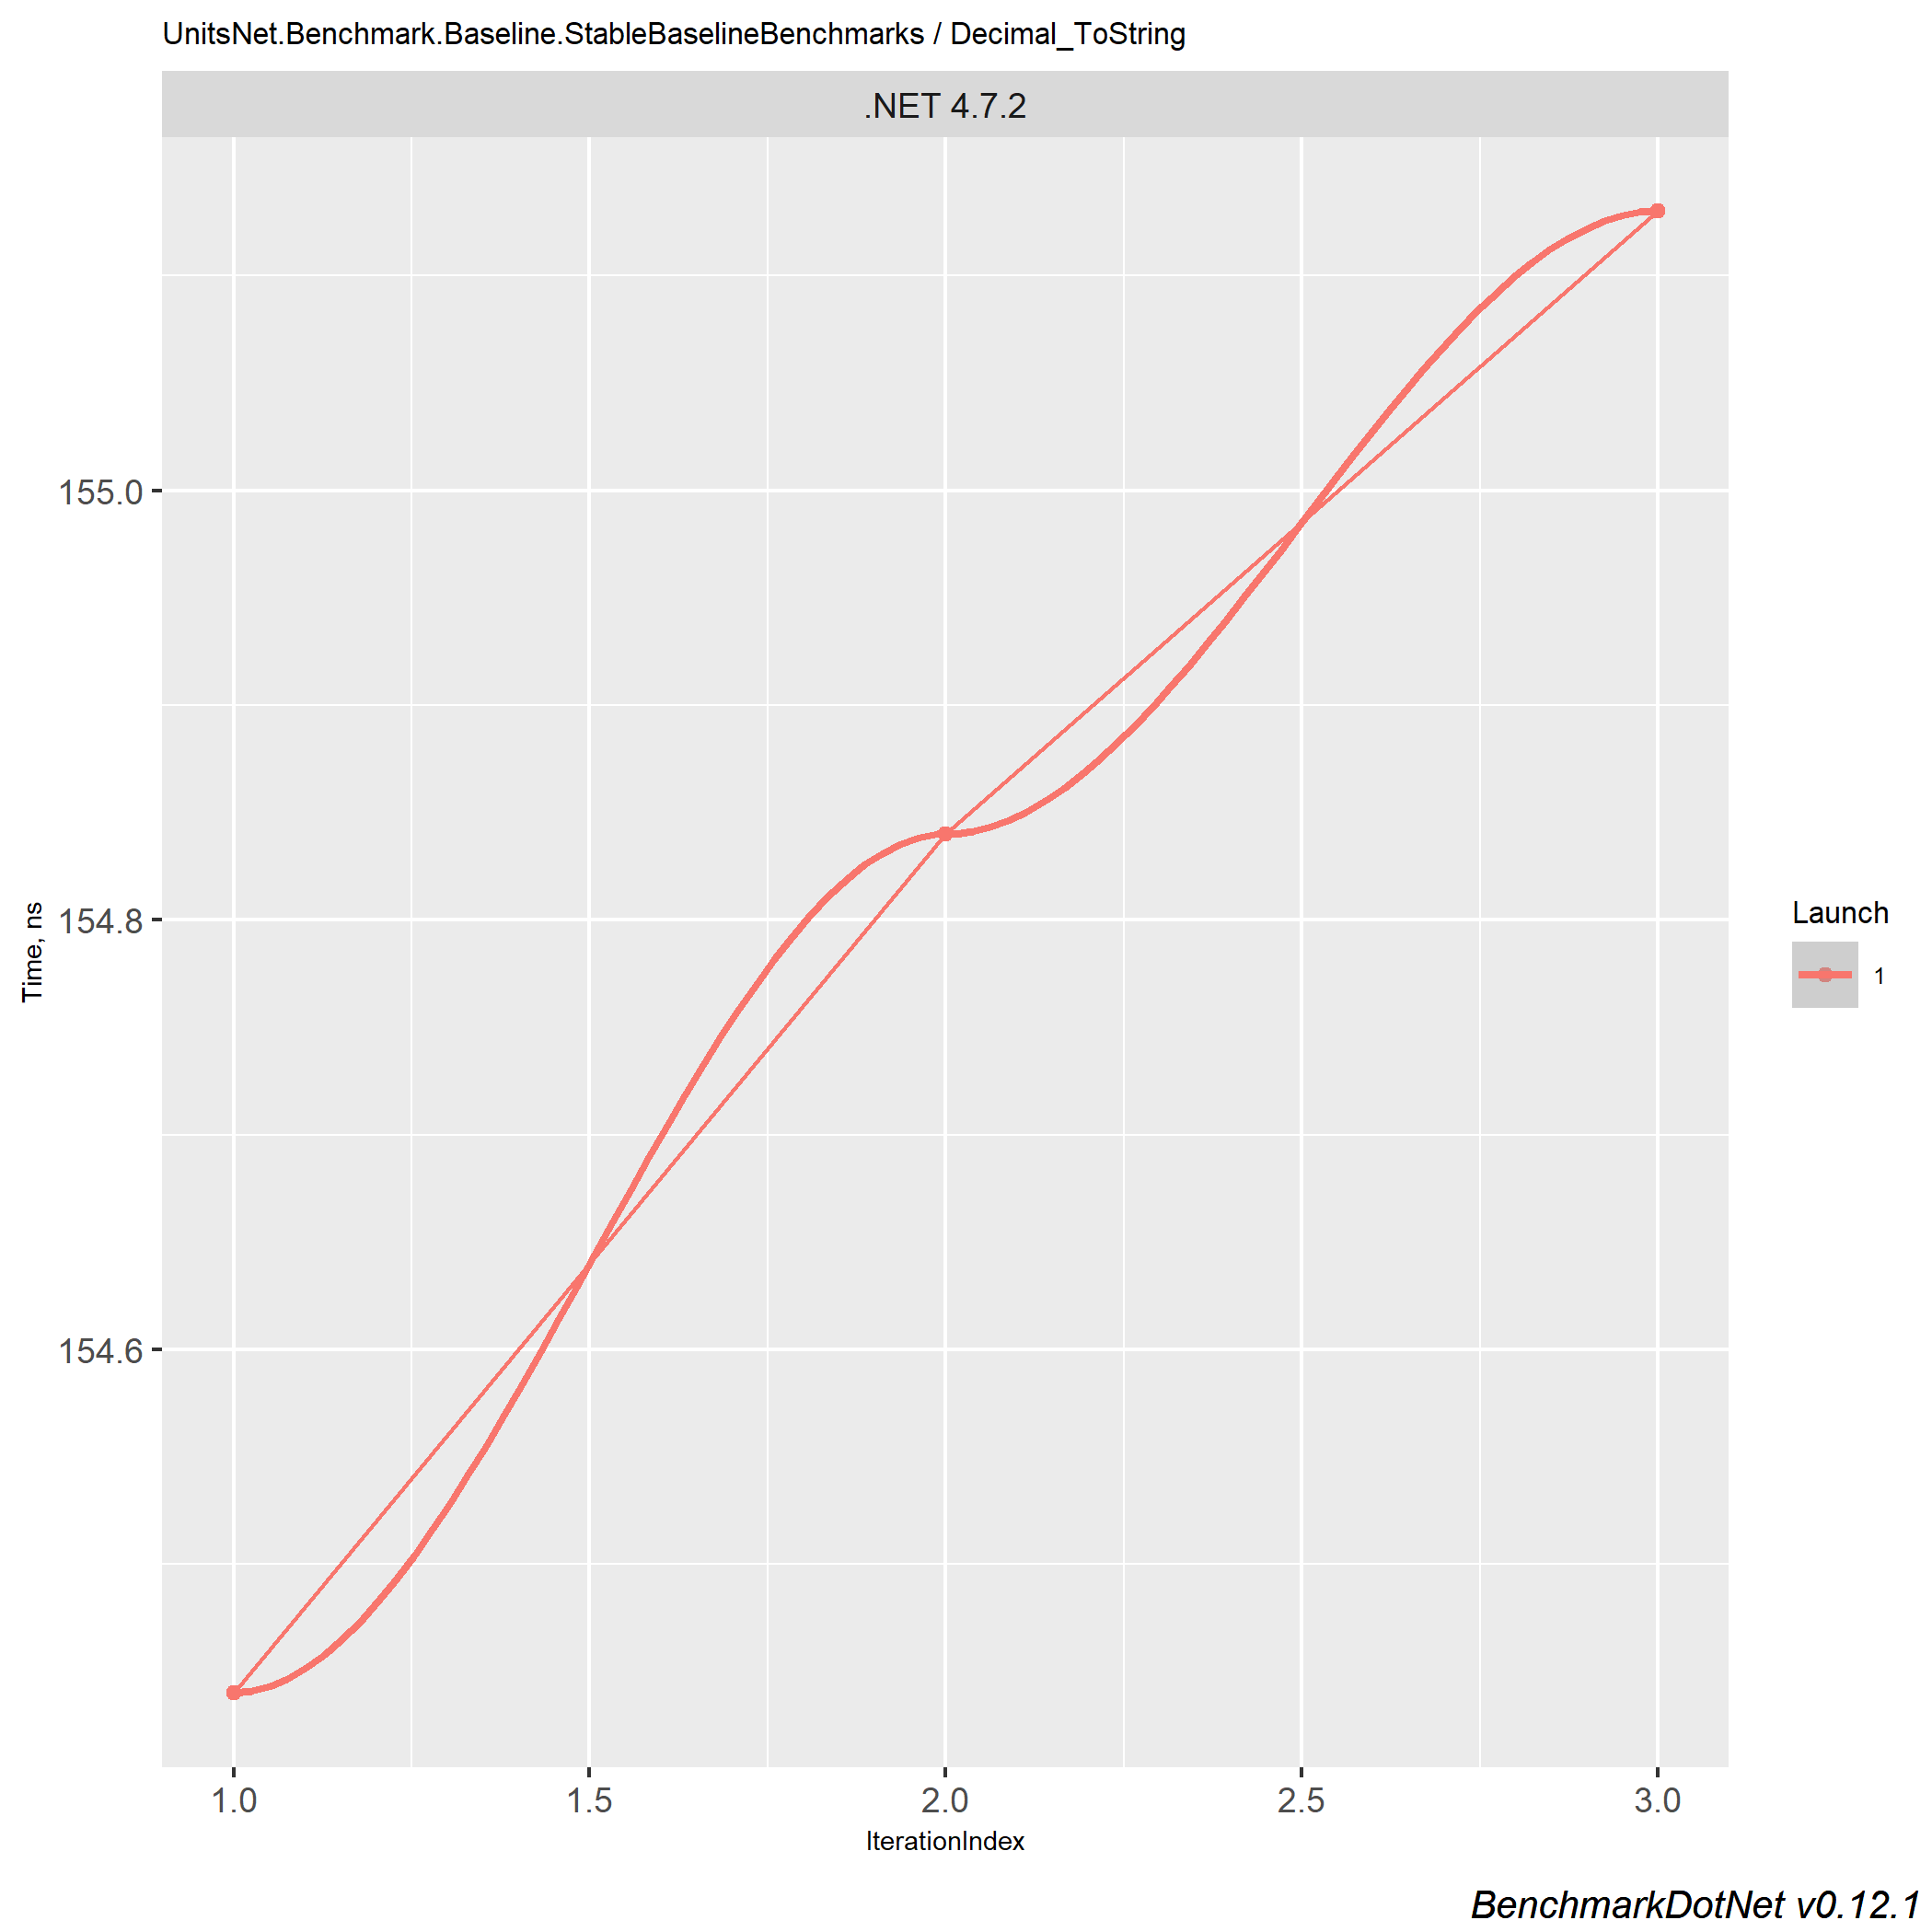 UnitsNet.Benchmark.Baseline.StableBaselineBenchmarks / Decimal_ToString
.NET 4.7.2
155.0
154.8
154.6
Time, ns
1.0 1.5 2.0 2.5 3.0
IterationIndex
Launch
1
BenchmarkDotNet v0.12.1